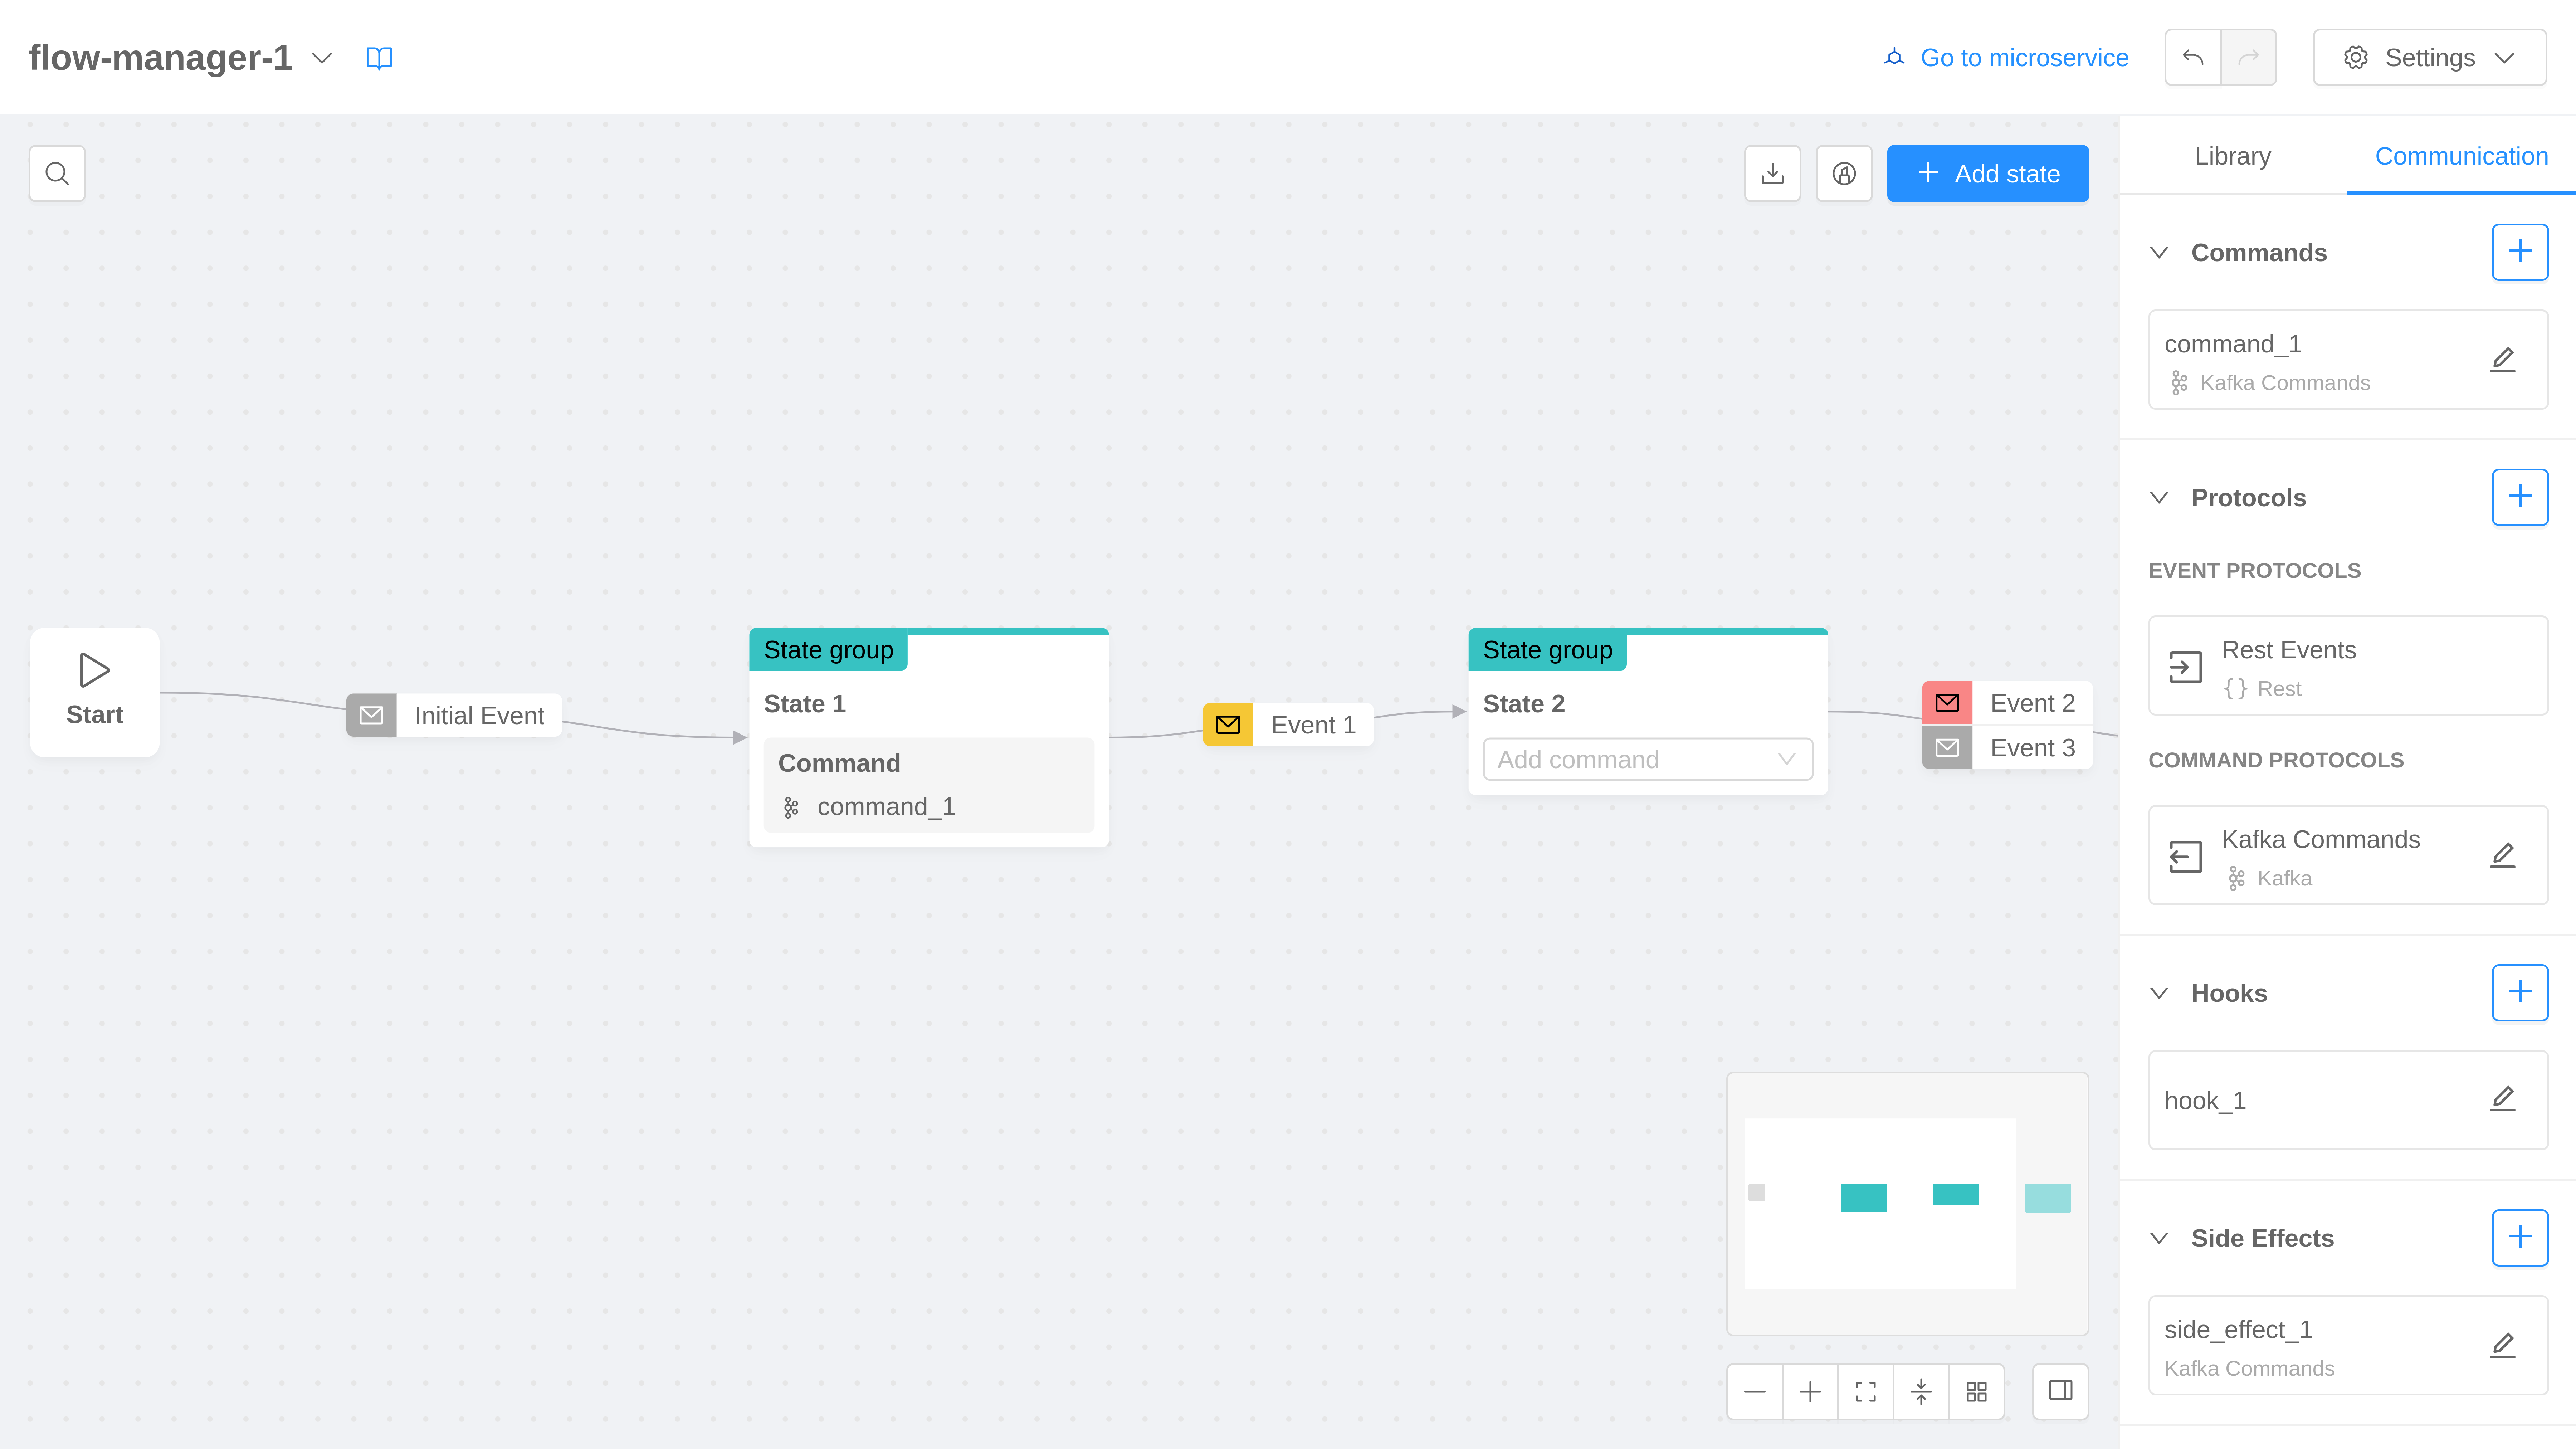 flow-manager-1
Go to microservice
Settings
Add state
Library
Communication
Commands
command_1
Kafka Commands
Protocols
EVENT PROTOCOLS
Rest Events
Rest
COMMAND PROTOCOLS
Kafka Commands
Kafka
Hooks
hook_1
Side Effects
side_effect_1
Kafka Commands
Start
Initial Event
State group
State 1
Command
command_1
Event 1
State group
State 2
Add command
Event 2
Event 3